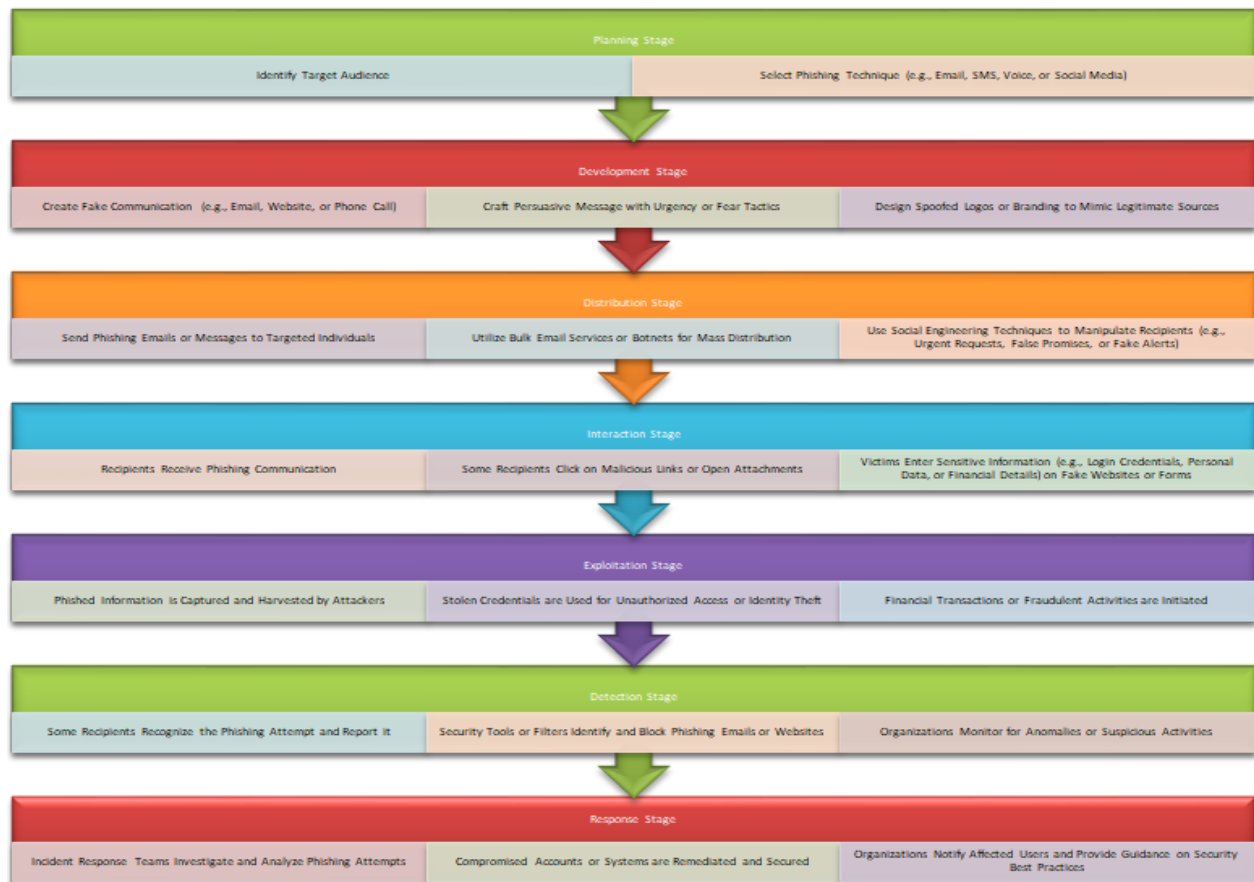 Planning Stage
Identify Target Audience
Select Phishing Technique (e.g., Email, SMS, Voice, or Social Media)
Development Stage
Create Fake Communication (e.g., Email, Website, or Phone Call)
Craft Persuasive Message with Urgency or Fear Tactics
Design Spoofed Logos or Branding to Mimic Legitimate Sources
Distribution Stage
Send Phishing Emails or Messages to Targeted Individuals
Utilize Bulk Email Services or Botnets for Mass Distribution
Use Social Engineering Techniques to Manipulate Recipients (e.g.,
Urgent Requests, False Promises, or Fake Alerts)
Interaction Stage
Recipients Receive Phishing Communication
Some Recipients Click on Malicious Links or Open Attachments
Victims Enter Sensitive Information (e.g., Login Credentials, Personal
Data, or Financial Details) on Fake Websites or Forms
Exploitation Stage
Phished Information is Captured and Harvested by Attackers
Stolen Credentials are Used for Unauthorized Access or Identity Theft
Financial Transactions or Fraudulent Activities are Initiated
Detection Stage
Some Recipients Recognize the Phishing Attempt and Report it
Security Tools or Filters Identify and Block Phishing Emails or Websites
Organizations Monitor for Anomalies or Suspicious Activities
Response Stage
Incident Response Teams Investigate and Analyze Phishing Attempts
Compromised Accounts or Systems are Remediated and Secured
Organizations Notify Affected Users and Provide Guidance on Security
Best Practices